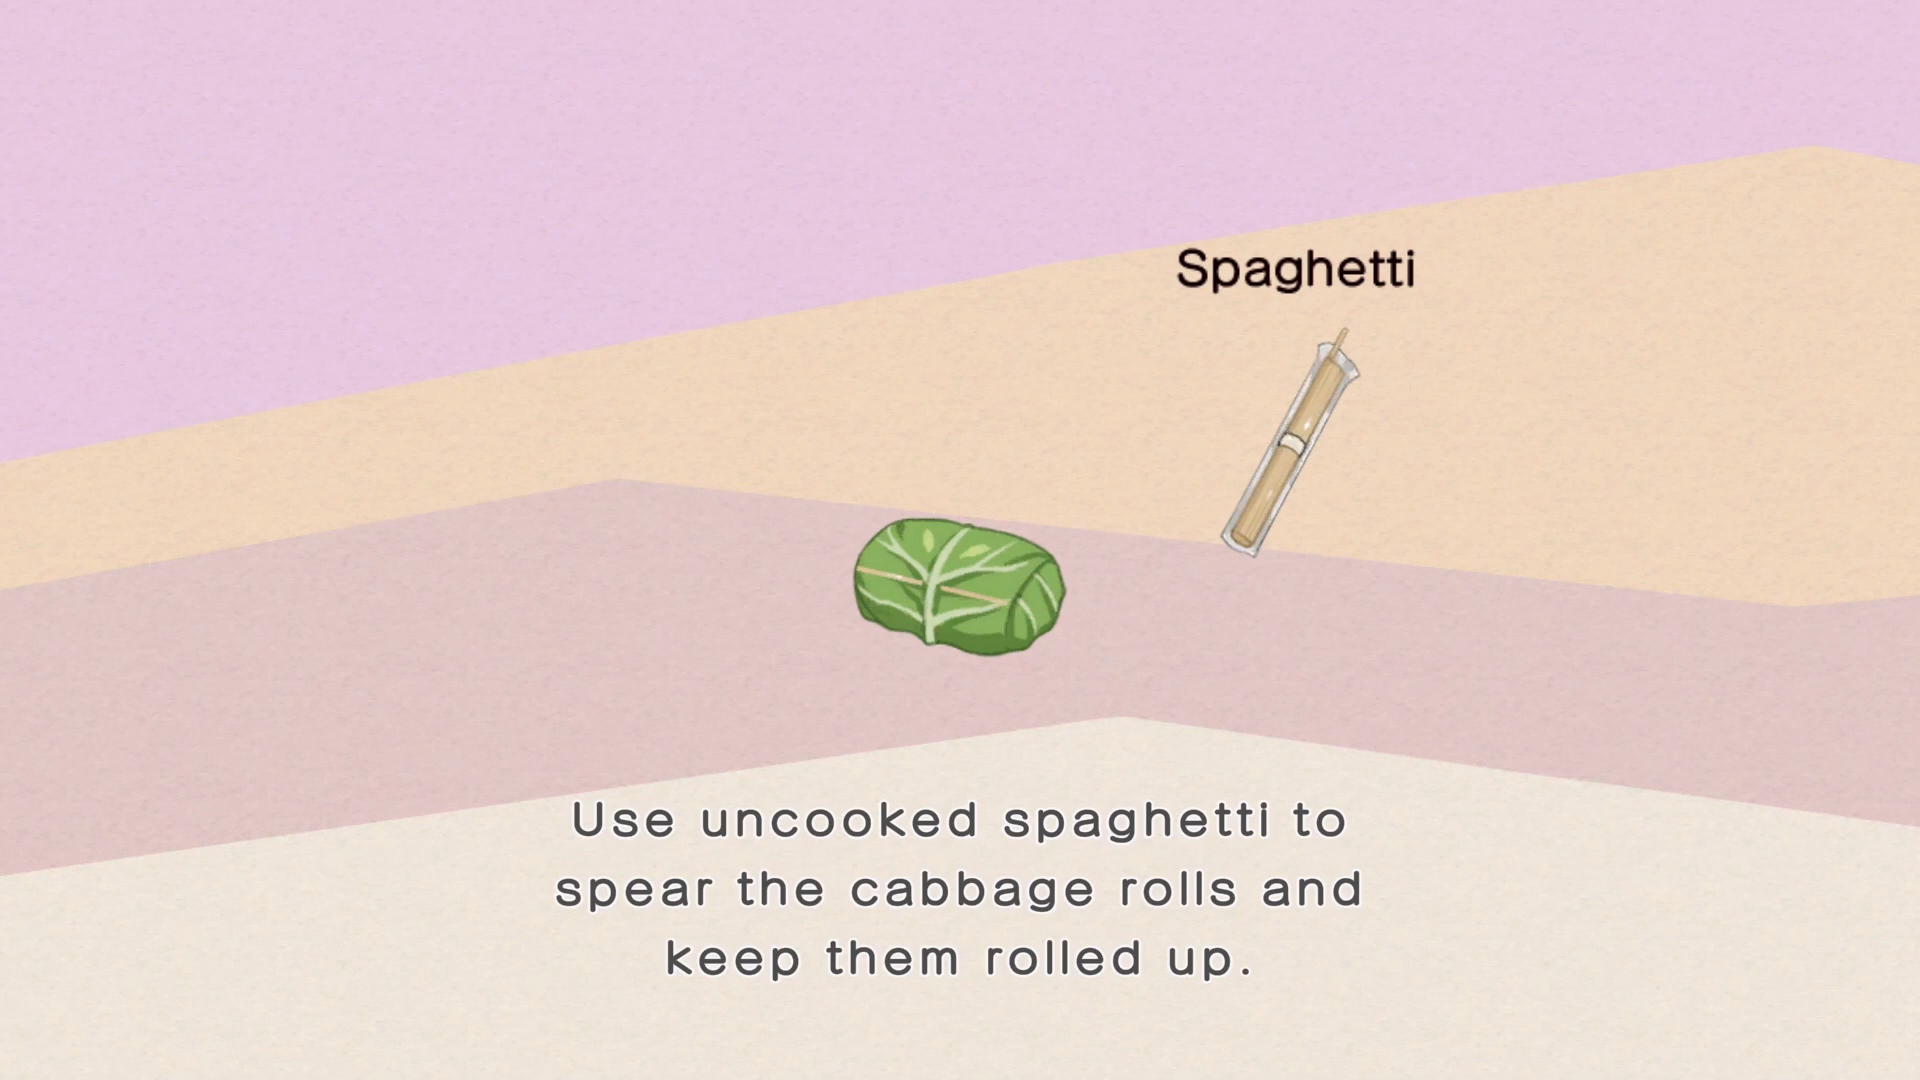 Spaghetti
Use uncooked spaghetti to
spear the cabbage rolls and
keep them rolled up.